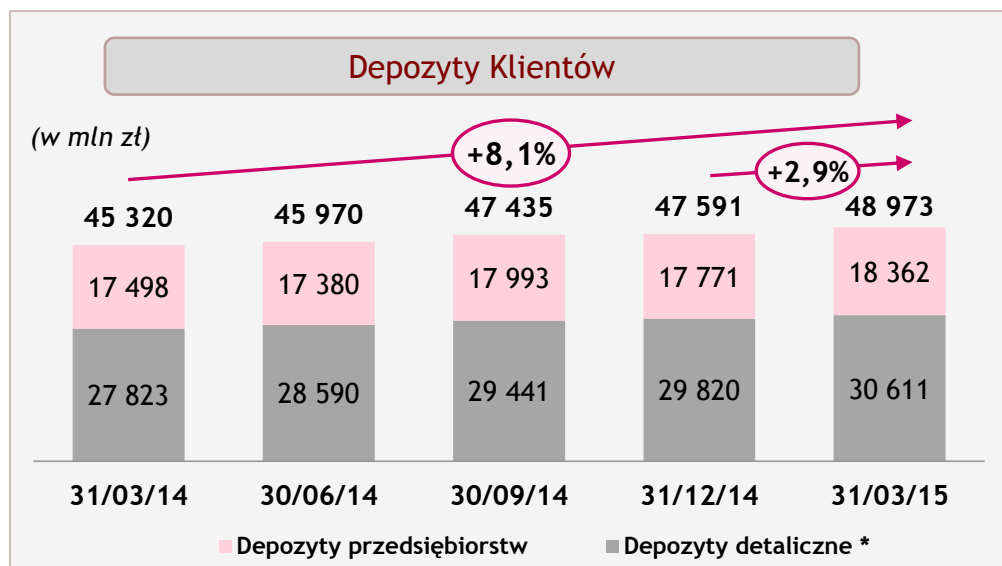 Depozyty Klientów
(w mln zł)
+8,1%
+2,9%
45 320 45 970 47 435 47 591 48 973
17 498 17 380 17 993 17 771 18 362
27 823 28 590 29 441 29 820 30 611
31/03/14 30/06/14 30/09/14 31/12/14 31/03/15
Depozyty przedsiębiorstw Depozyty detaliczne *